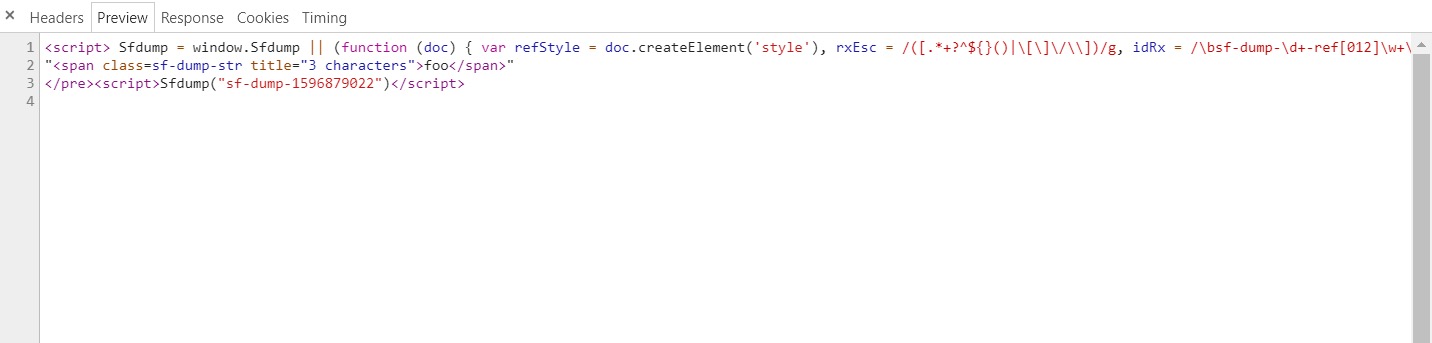 × Headers Preview Response Cookies Timing
1 <script> Sfdump = window.Sfdump || (function (doc) { var refStyle = doc.createElement('style'), rxEsc = /([.*+?^${}()|\[\]\/\\])/g, idRx = /\bsf-dump-\d+-ref[012]\w+\
2 "<span class=sf-dump-str title="3 characters">foo</span>"
3 </pre><script>Sfdump("sf-dump-1596879022")</script>
4